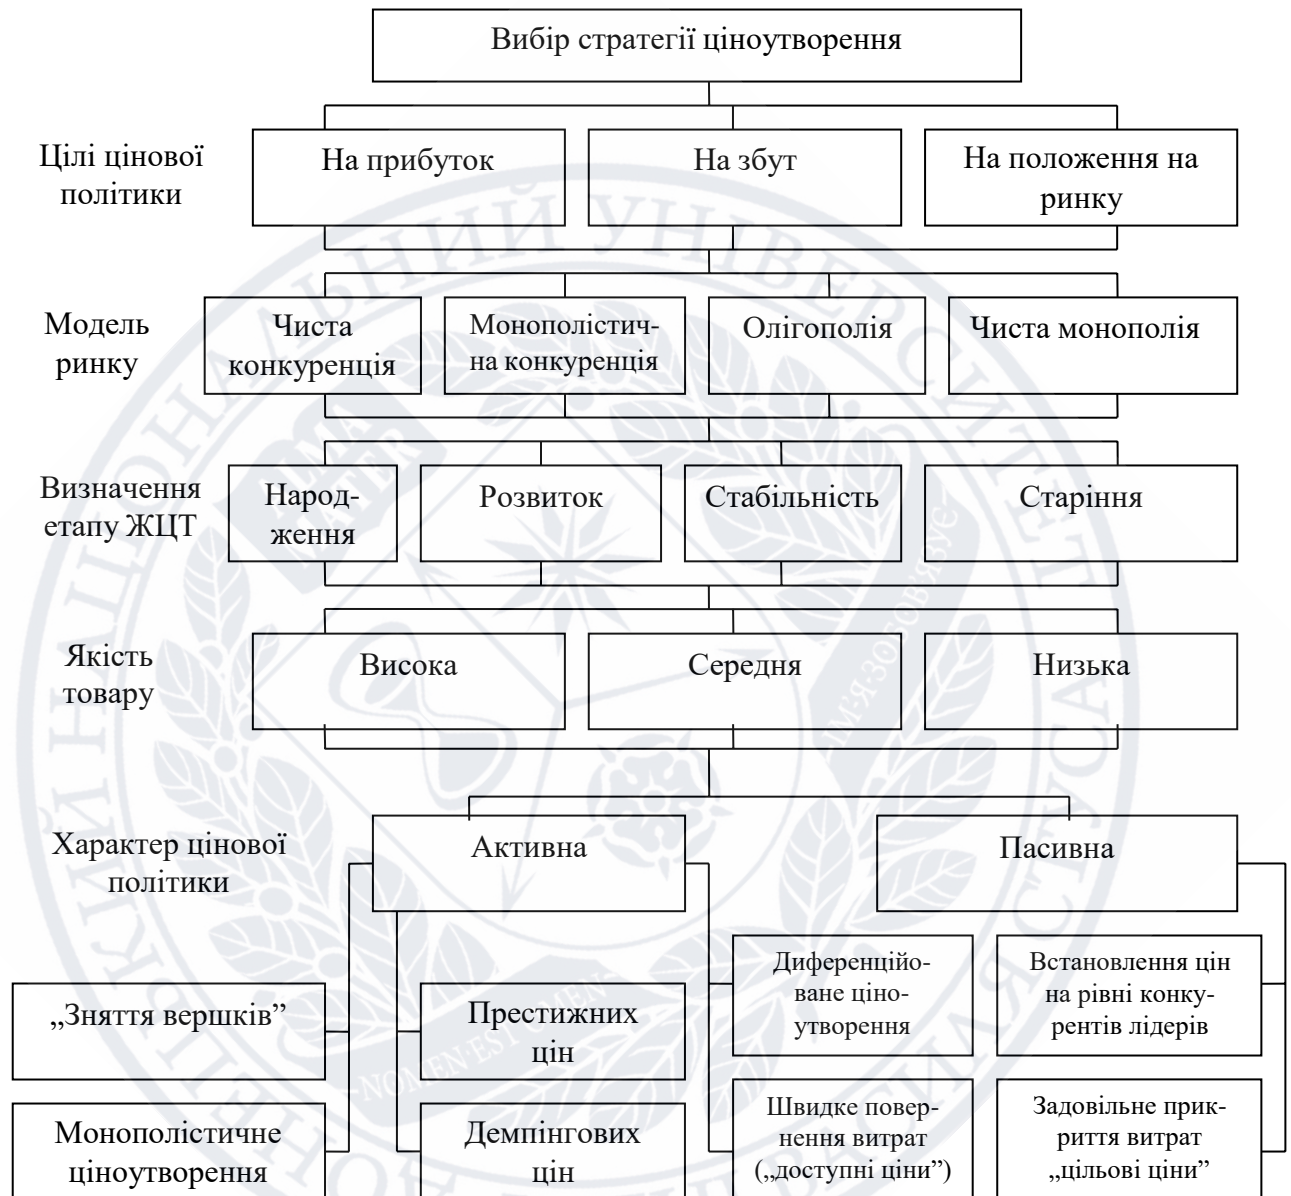 Вибір стратегії ціноутворення
Цілі цінової
політики
На прибуток
На збут
На положення на
ринку
Модель
ринку
Чиста
конкуренція
Монополістич-
на конкуренція
Олігополія
Чиста монополія
Визначення
етапу ЖЦТ
Народ-
ження
Розвиток
Стабільність
Старіння
Якість
товару
Висока
Середня
Низька
Характер цінової
політики
Активна
Пасивна
„Зняття вершків”
Престижних
цін
Диференційо-
ване ціно-
утворення
Встановлення цін
на рівні конку-
рентів лідерів
Монополістичне
ціноутворення
Демпінгових
цін
Швидке повер-
нення витрат
(„доступні ціни”)
Задовільне прик-
риття витрат
„цільові ціни”